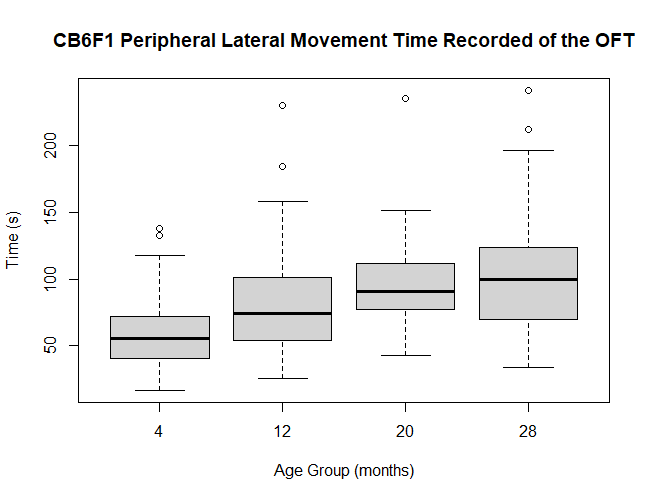 CB6F1 Peripheral Lateral Movement Time Recorded of the OFT
Time (s)
200
150
100
50
4 12 20 28
Age Group (months)